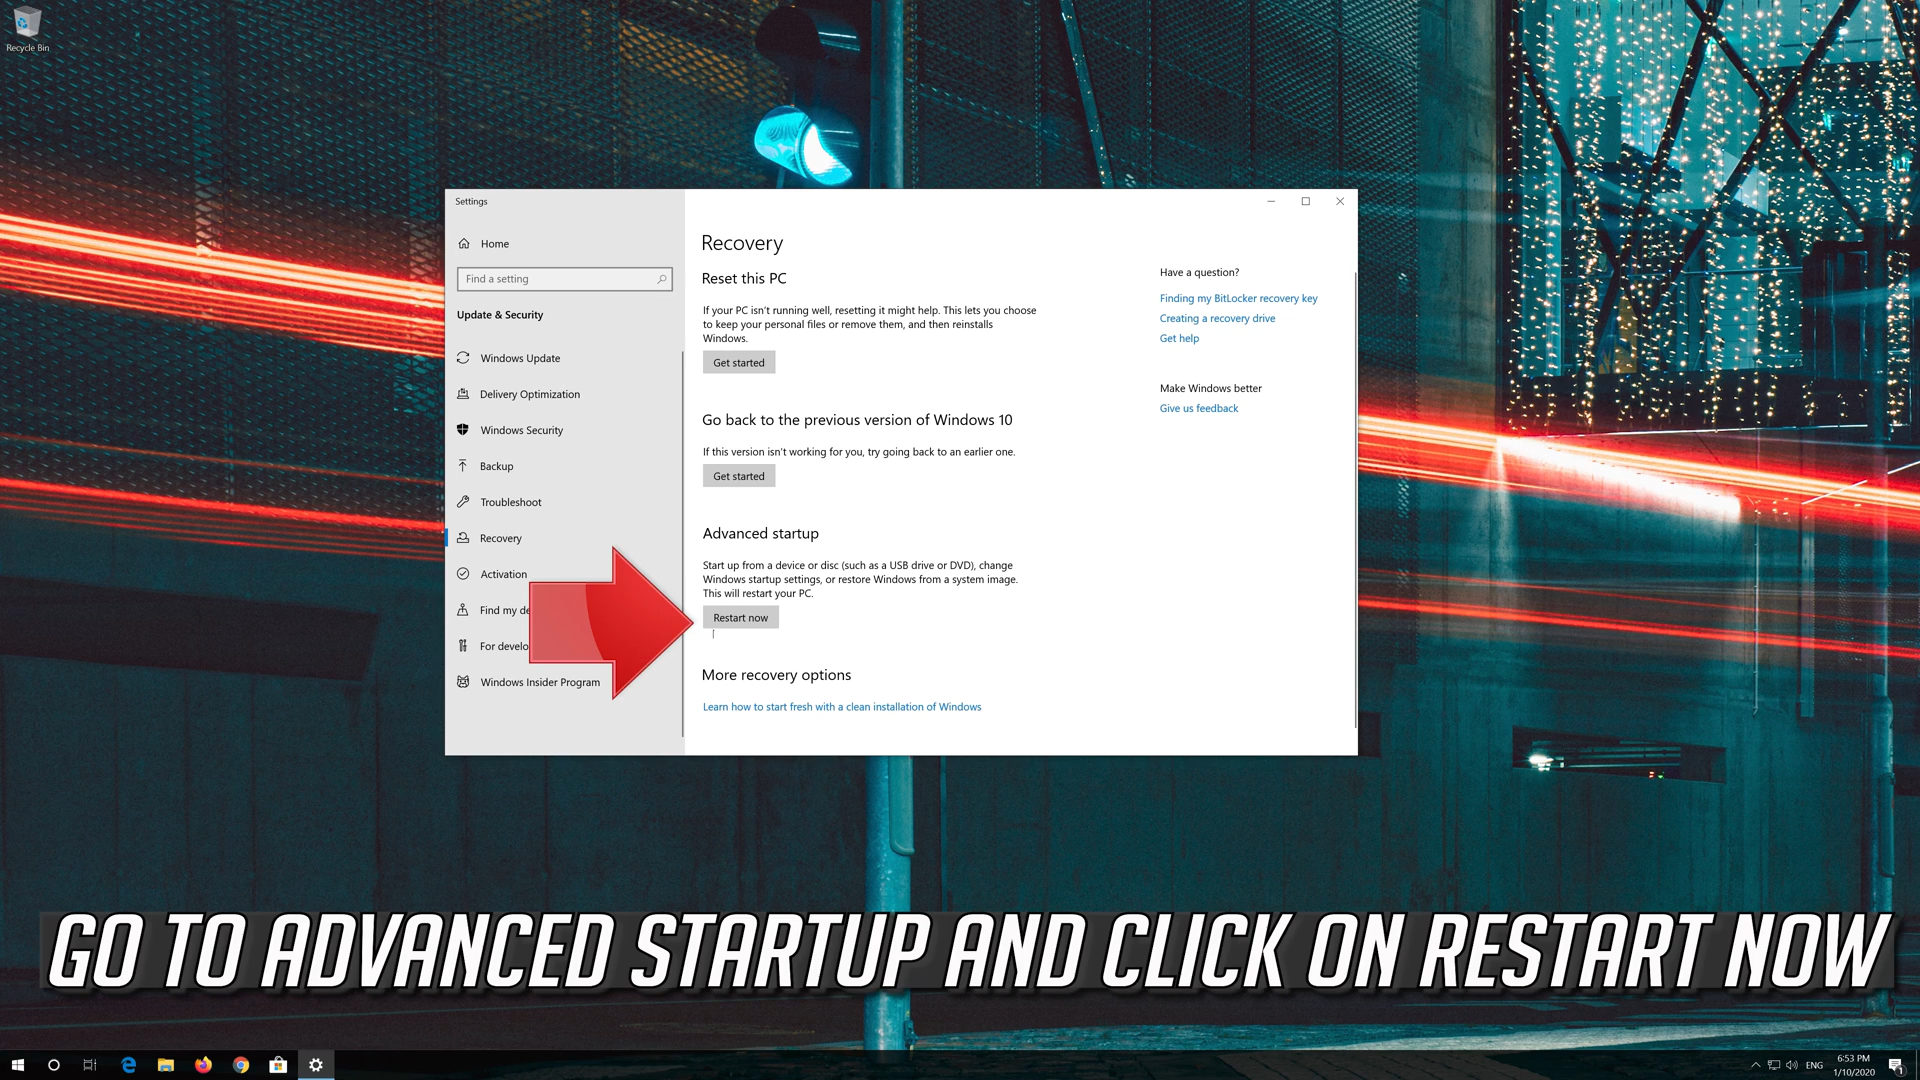 Recycle Bin
Settings
Home
Find a setting
Update & Security
Windows Update
Delivery Optimization
Windows Security
Backup
Troubleshoot
Recovery
Activation
Find my de
For develo
Windows Insider Program
Recovery
Reset this PC
If your PC isn't running well, resetting it might help. This lets you choose
to keep your personal files or remove them, and then reinstalls
Windows.
Get started
Go back to the previous version of Windows 10
If this version isn't working for you, try going back to an earlier one.
Get started
Advanced startup
Start up from a device or disc (such as a USB drive or DVD), change
Windows startup settings, or restore Windows from a system image.
This will restart your PC.
Restart now
More recovery options
Learn how to start fresh with a clean installation of Windows
Have a question?
Finding my BitLocker recovery key
Creating a recovery drive
Get help
Make Windows better
Give us feedback
GO TO ADVANCED STARTUP AND CLICK ON RESTART NOW
ENG
6:53 PM
1/10/2020
1